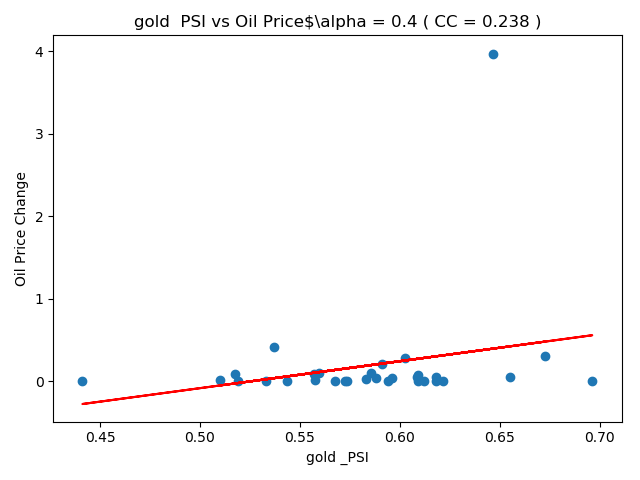 gold  PSI vs Oil Price$\alpha = 0.4 ( CC = 0.238 )
4
3
2
1
0
Oil Price Change
0.45 0.50 0.55 0.60 0.65 0.70
gold _PSI